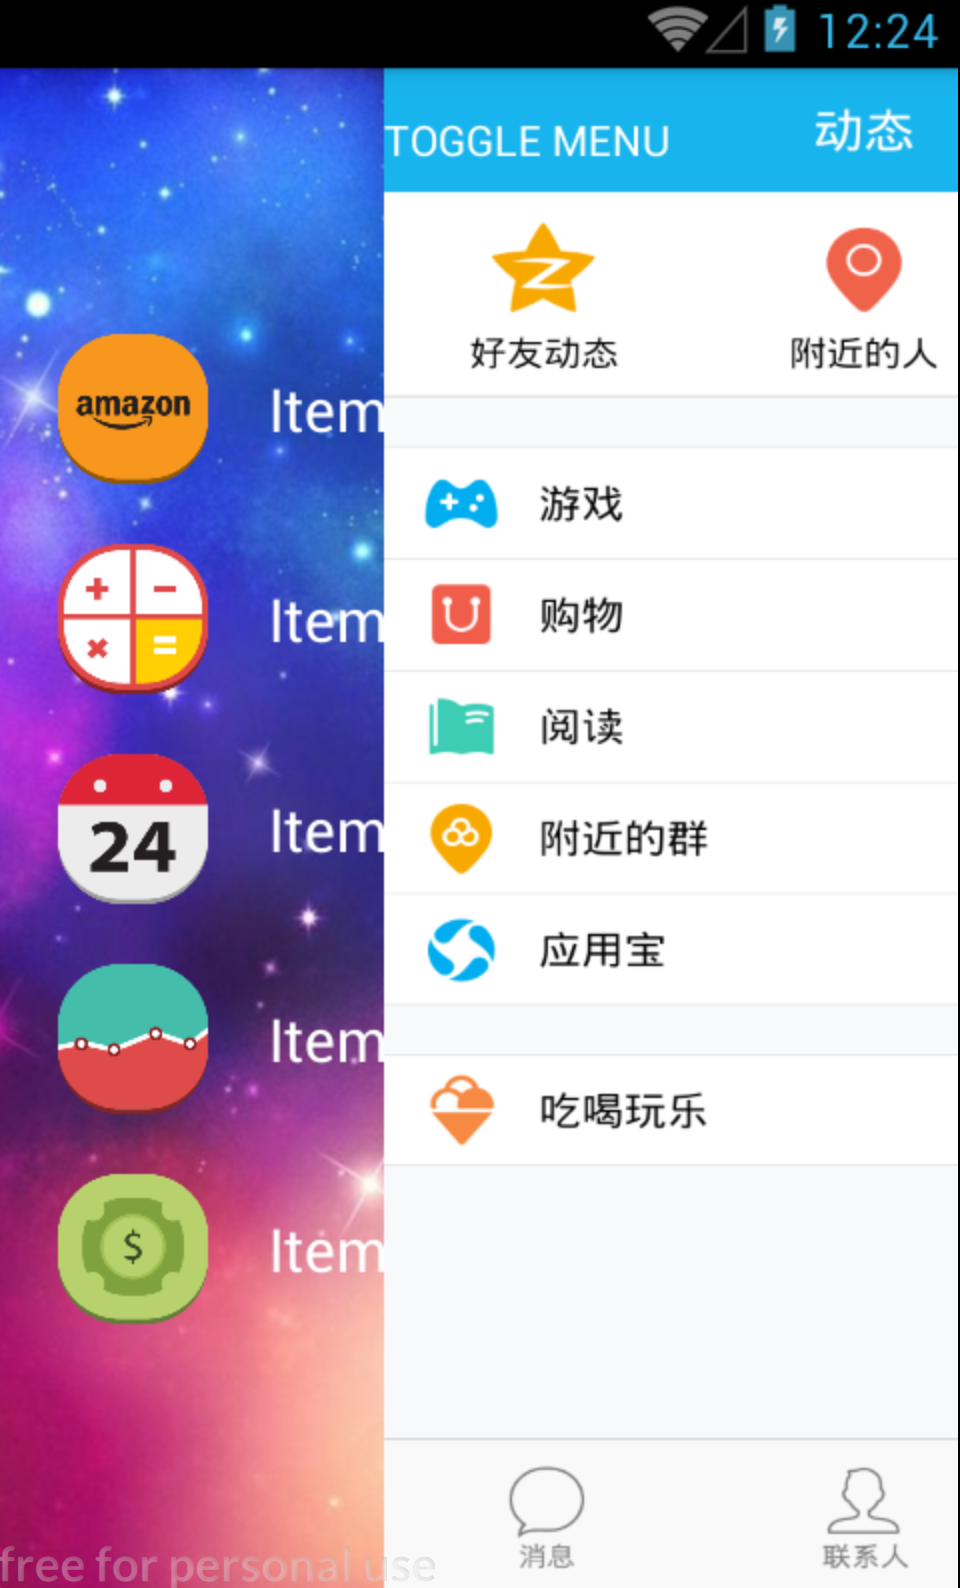 12:24
TOGGLE MENU
动态
好友动态
附近的人
amazon
Item
游戏
+ −
× =
Item
购物
阅读
24
Item
附近的群
应用宝
Item
吃喝玩乐
$
Item
消息
联系人
free for personal use